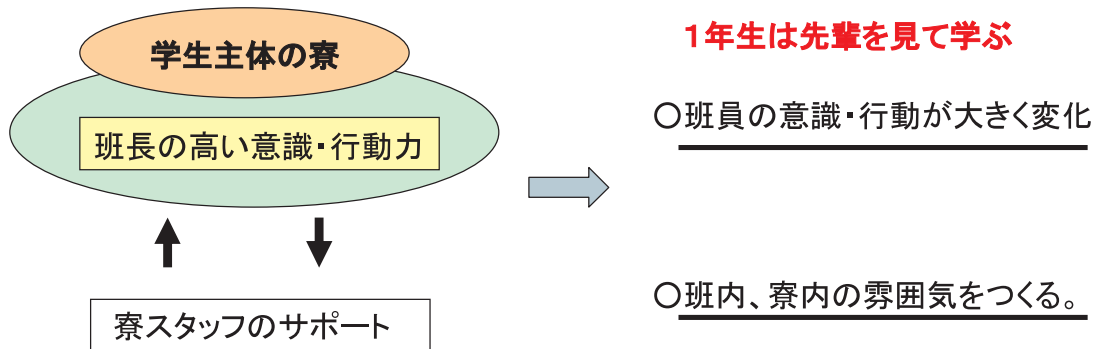 学生主体の寮
班長の高い意識・行動力
寮スタッフのサポート
1年生は先輩を見て学ぶ
〇班員の意識・行動が大きく変化
〇班内、寮内の雰囲気をつくる。